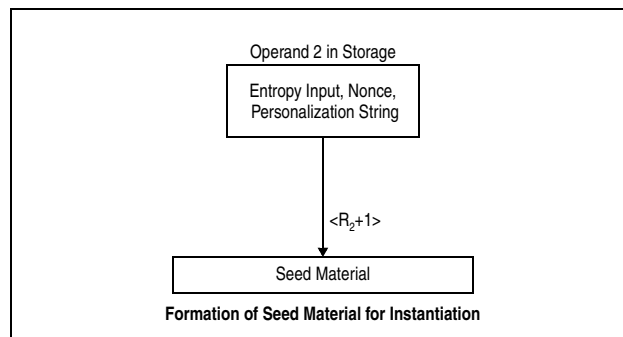 Operand 2 in Storage
Entropy Input, Nonce,
Personalization String
<R₂+1>
Seed Material
Formation of Seed Material for Instantiation